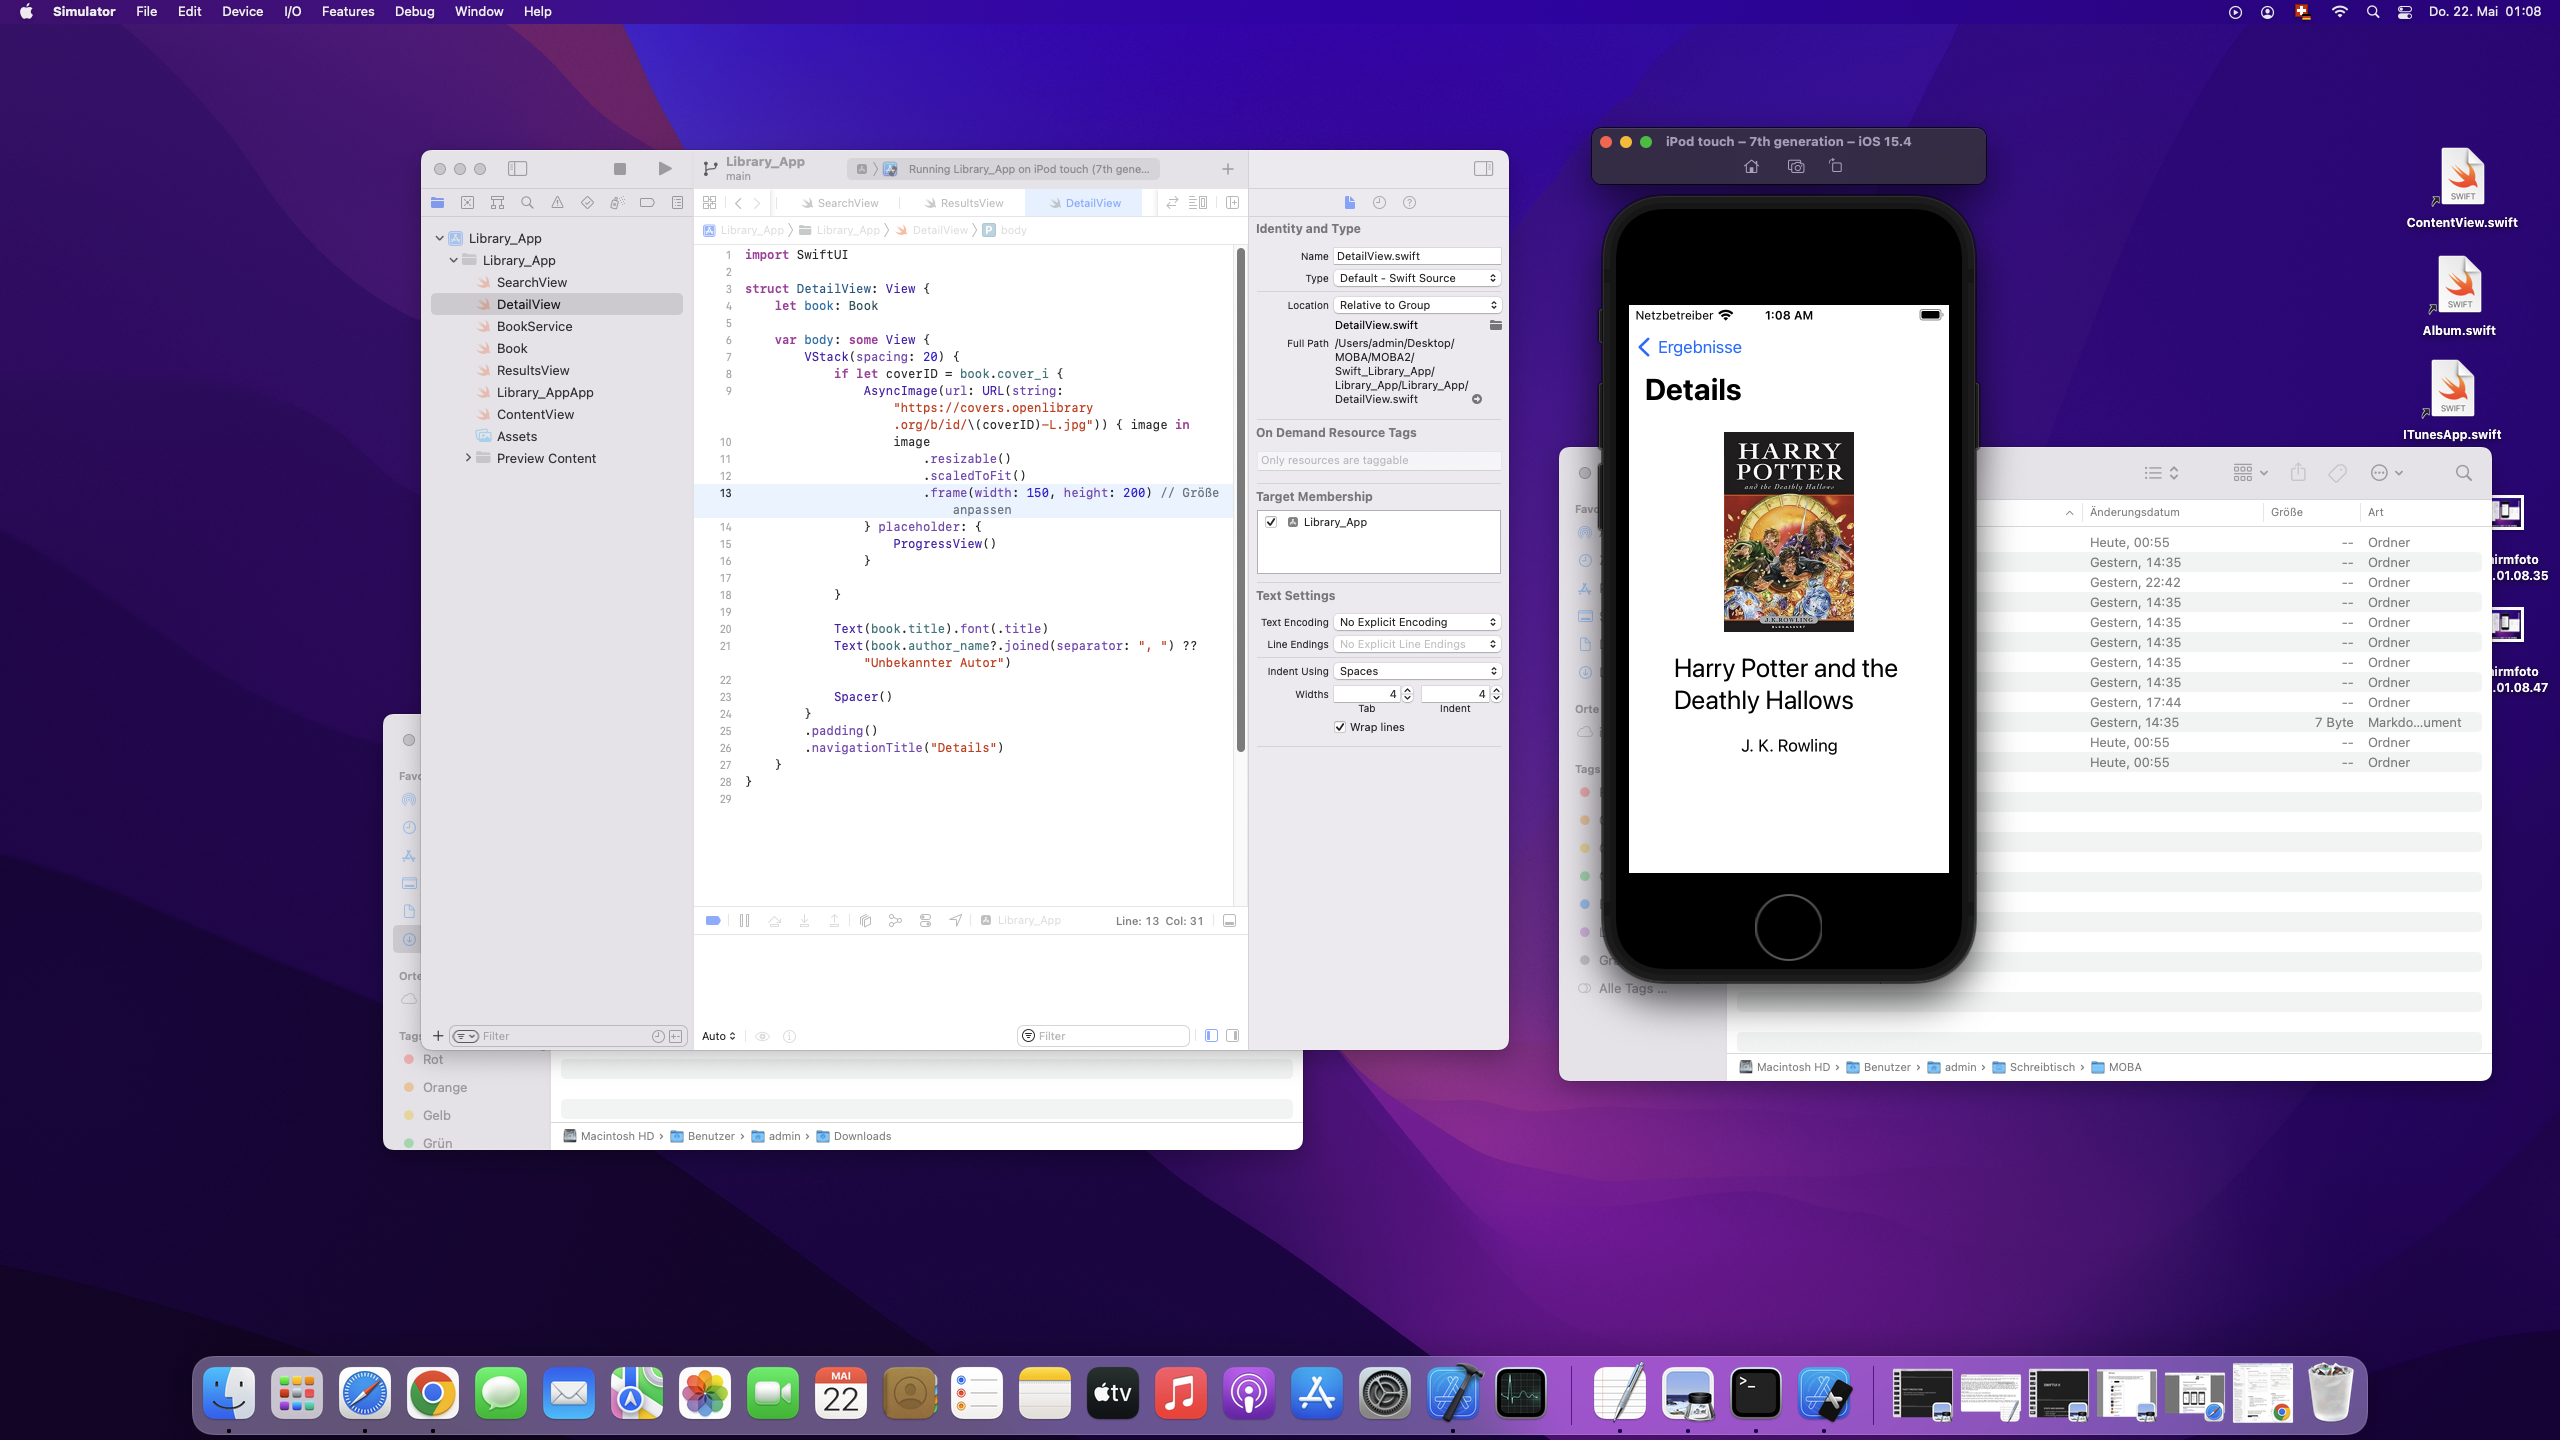 Simulator File Edit View Device I/O Features Debug Window Help
Do. 22. Mai 01:08
Library_App
main
Running Library_App on iPod touch (7th gene...
SearchView
ResultsView
DetailView
Library_App
Library_App
SearchView
DetailView
BookService
Book
ResultsView
Library_AppApp
ContentView
Assets
Preview Content
Filter
Library_App
Library_App
DetailView
P body
1 import SwiftUI
2
3 struct DetailView: View {
4 let book: Book
5
6 var body: some View {
7 VStack(spacing: 20) {
8 if let coverID = book.cover_i {
9 AsyncImage(url: URL(string:
"https://covers.openlibrary
.org/b/id/\(coverID)-L.jpg")) { image in
10 image
11 .resizable()
12 .scaledToFit()
13 .frame(width: 150, height: 200) // Größe
anpassen
14 } placeholder: {
15 ProgressView()
16 }
17
18 }
19
20 Text(book.title).font(.title)
21 Text(book.author_name?.joined(separator: ", ") ??
"Unbekannter Autor")
22
23 Spacer()
24 }
25 .padding()
26 .navigationTitle("Details")
27 }
28 }
29
Library_App
Line: 13 Col: 31
Auto
Filter
Identity and Type
Name DetailView.swift
Type Default - Swift Source
Location Relative to Group
DetailView.swift
Full Path /Users/admin/Desktop/
MOBA/MOBA2/
Swift_Library_App/
Library_App/Library_App/
DetailView.swift
On Demand Resource Tags
Only resources are taggable
Target Membership
Library_App
Text Settings
Text Encoding No Explicit Encoding
Line Endings No Explicit Line Endings
Indent Using Spaces
Widths 4 4
Tab Indent
Wrap lines
iPod touch – 7th generation – iOS 15.4
Netzbetreiber 1:08 AM
Ergebnisse
Details
HARRY
POTTER
and the Deathly Hallows
J.K.ROWLING
BLOOMSBURY
Harry Potter and the
Deathly Hallows
J. K. Rowling
SWIFT
ContentView.swift
SWIFT
Album.swift
SWIFT
ITunesApp.swift
irmfoto
.01.08.35
irmfoto
.01.08.47
Favo
Orte
Tags
Alle Tags ...
Änderungsdatum Größe Art
Heute, 00:55 -- Ordner
Gestern, 14:35 -- Ordner
Gestern, 22:42 -- Ordner
Gestern, 14:35 -- Ordner
Gestern, 14:35 -- Ordner
Gestern, 14:35 -- Ordner
Gestern, 14:35 -- Ordner
Gestern, 14:35 -- Ordner
Gestern, 17:44 -- Ordner
Gestern, 14:35 7 Byte Markdo...ument
Heute, 00:55 -- Ordner
Heute, 00:55 -- Ordner
Macintosh HD › Benutzer › admin › Schreibtisch › MOBA
Favo
Orte
Tags
Rot
Orange
Gelb
Grün
Macintosh HD › Benutzer › admin › Downloads
MAI
22
tv